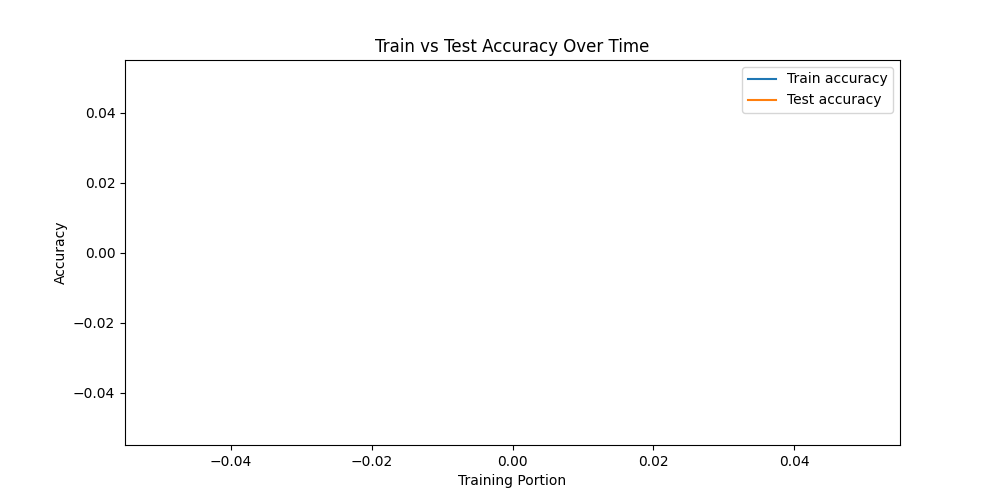 Train vs Test Accuracy Over Time
Train accuracy
Test accuracy
0.04
0.02
0.00
−0.02
−0.04
Accuracy
−0.04
−0.02
0.00
0.02
0.04
Training Portion